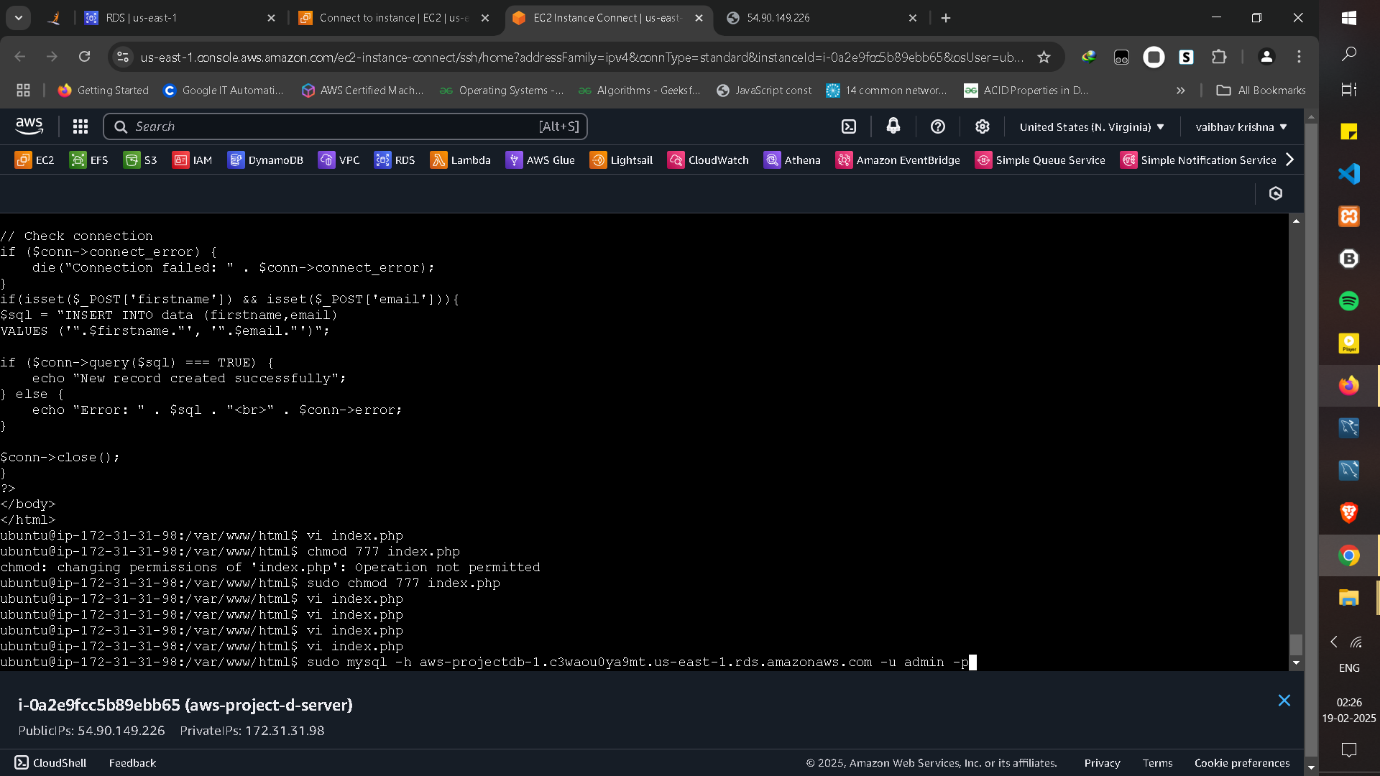 RDS | us-east-1
Connect to instance | EC2 | us-e
EC2 Instance Connect | us-east-
54.90.149.226
us-east-1.console.aws.amazon.com/ec2-instance-connect/ssh/home?addressFamily=ipv4&connType=standard&instanceId=i-0a2e9fcc5b89ebb65&osUser=ub...
Getting Started
Google IT Automati...
AWS Certified Mach...
Operating Systems -...
Algorithms - Geeksf...
JavaScript const
14 common networ...
ACID Properties in D...
All Bookmarks
aws
Search
[Alt+S]
United States (N. Virginia)
vaibhav krishna
EC2
EFS
S3
IAM
DynamoDB
VPC
RDS
Lambda
AWS Glue
Lightsail
CloudWatch
Athena
Amazon EventBridge
Simple Queue Service
Simple Notification Service
// Check connection
if ($conn->connect_error) {
    die("Connection failed: " . $conn->connect_error);
}
if(isset($_POST['firstname']) && isset($_POST['email'])){
$sql = "INSERT INTO data (firstname,email)
VALUES ('".$firstname."', '".$email."')";
if ($conn->query($sql) === TRUE) {
    echo "New record created successfully";
} else {
    echo "Error: " . $sql . "<br>" . $conn->error;
}
$conn->close();
}
?>
</body>
</html>
ubuntu@ip-172-31-31-98:/var/www/html$ vi index.php
ubuntu@ip-172-31-31-98:/var/www/html$ chmod 777 index.php
chmod: changing permissions of 'index.php': Operation not permitted
ubuntu@ip-172-31-31-98:/var/www/html$ sudo chmod 777 index.php
ubuntu@ip-172-31-31-98:/var/www/html$ vi index.php
ubuntu@ip-172-31-31-98:/var/www/html$ vi index.php
ubuntu@ip-172-31-31-98:/var/www/html$ vi index.php
ubuntu@ip-172-31-31-98:/var/www/html$ vi index.php
ubuntu@ip-172-31-31-98:/var/www/html$ sudo mysql -h aws-projectdb-1.c3waou0ya9mt.us-east-1.rds.amazonaws.com -u admin -p
i-0a2e9fcc5b89ebb65 (aws-project-d-server)
PublicIPs: 54.90.149.226 PrivateIPs: 172.31.31.98
CloudShell
Feedback
© 2025, Amazon Web Services, Inc. or its affiliates.
Privacy
Terms
Cookie preferences
ENG
02:26
19-02-2025